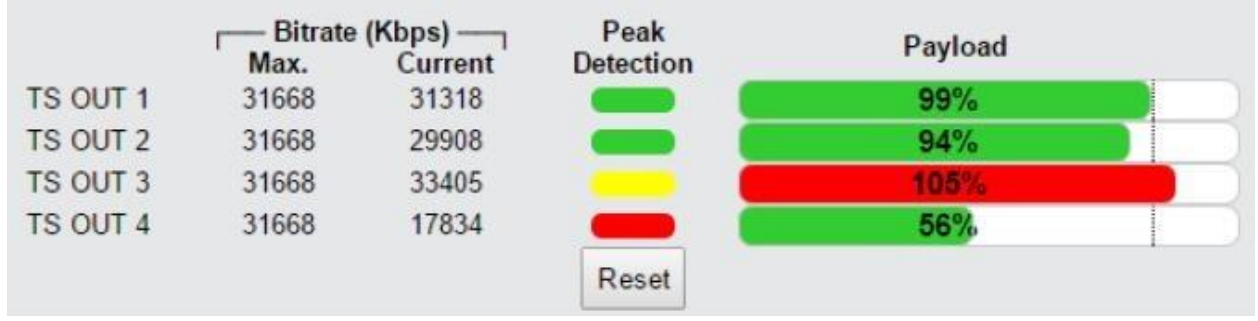 Bitrate (Kbps) Peak Payload
Max. Current Detection
TS OUT 1 31668 31318 99%
TS OUT 2 31668 29908 94%
TS OUT 3 31668 33405 105%
TS OUT 4 31668 17834 56%
Reset